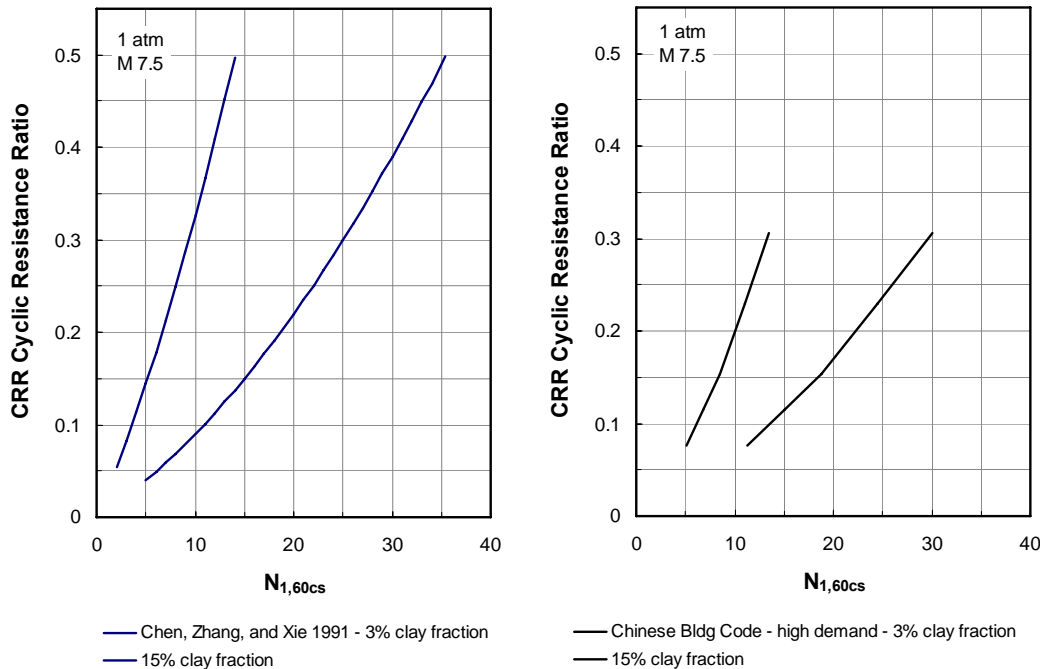 1 atm
M 7.5
0.5
0.4
0.3
0.2
0.1
0
CRR Cyclic Resistance Ratio
0 10 20 30 40
N1,60cs
Chen, Zhang, and Xie 1991 - 3% clay fraction
15% clay fraction
1 atm
M 7.5
0.5
0.4
0.3
0.2
0.1
0
CRR Cyclic Resistance Ratio
0 10 20 30 40
N1,60cs
Chinese Bldg Code - high demand - 3% clay fraction
15% clay fraction